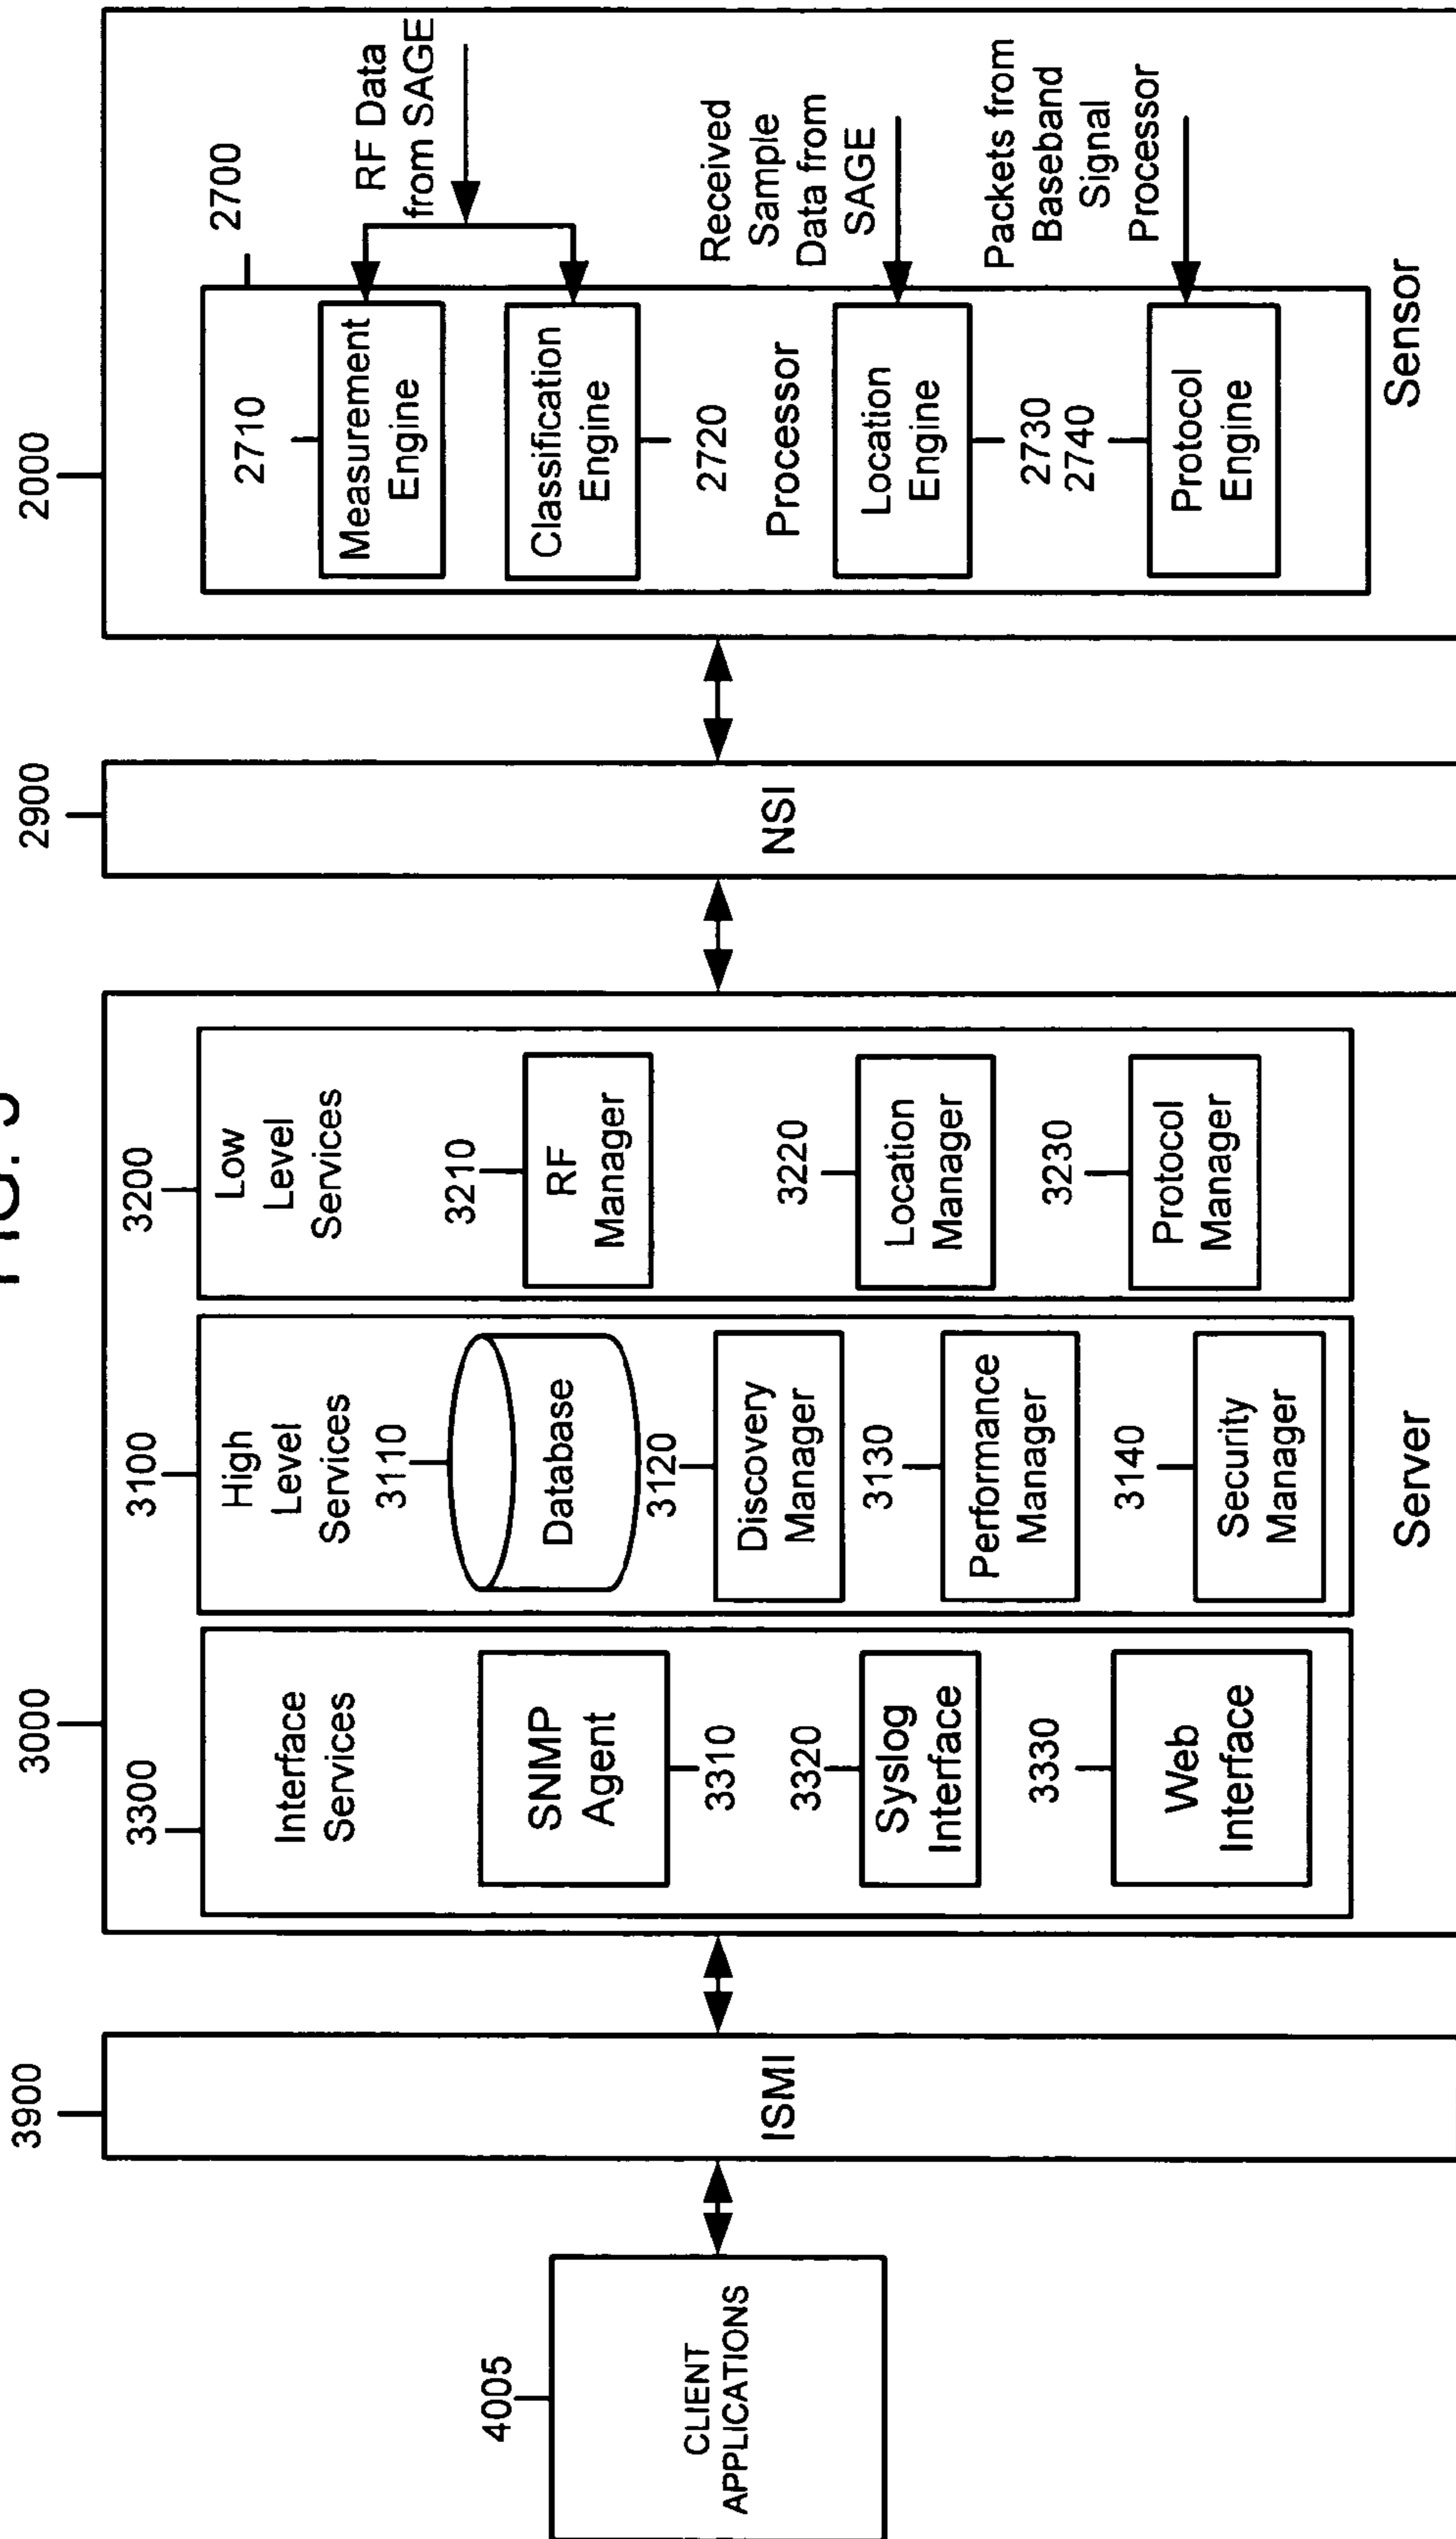 FIG.
3900
3000
2900
2000
4005
CLIENT
APPLICATIONS
ISMI
3300
Interface
Services
SNMP
Agent
3310
3320
Syslog
Interface
3330
Web
Interface
3100
High
Level
Services
3110
Database
3120
Discovery
Manager
3130
Performance
Manager
3140
Security
Manager
3200
Low
Level
Services
3210
RF
Manager
3220
Location
Manager
3230
Protocol
Manager
Server
NSI
2700
2710
Measurement
Engine
Classification
Engine
2720
Processor
Location
Engine
2730
2740
Protocol
Engine
RF Data
from SAGE
Received
Sample
Data from
SAGE
Packets from
Baseband
Signal
Processor
Sensor